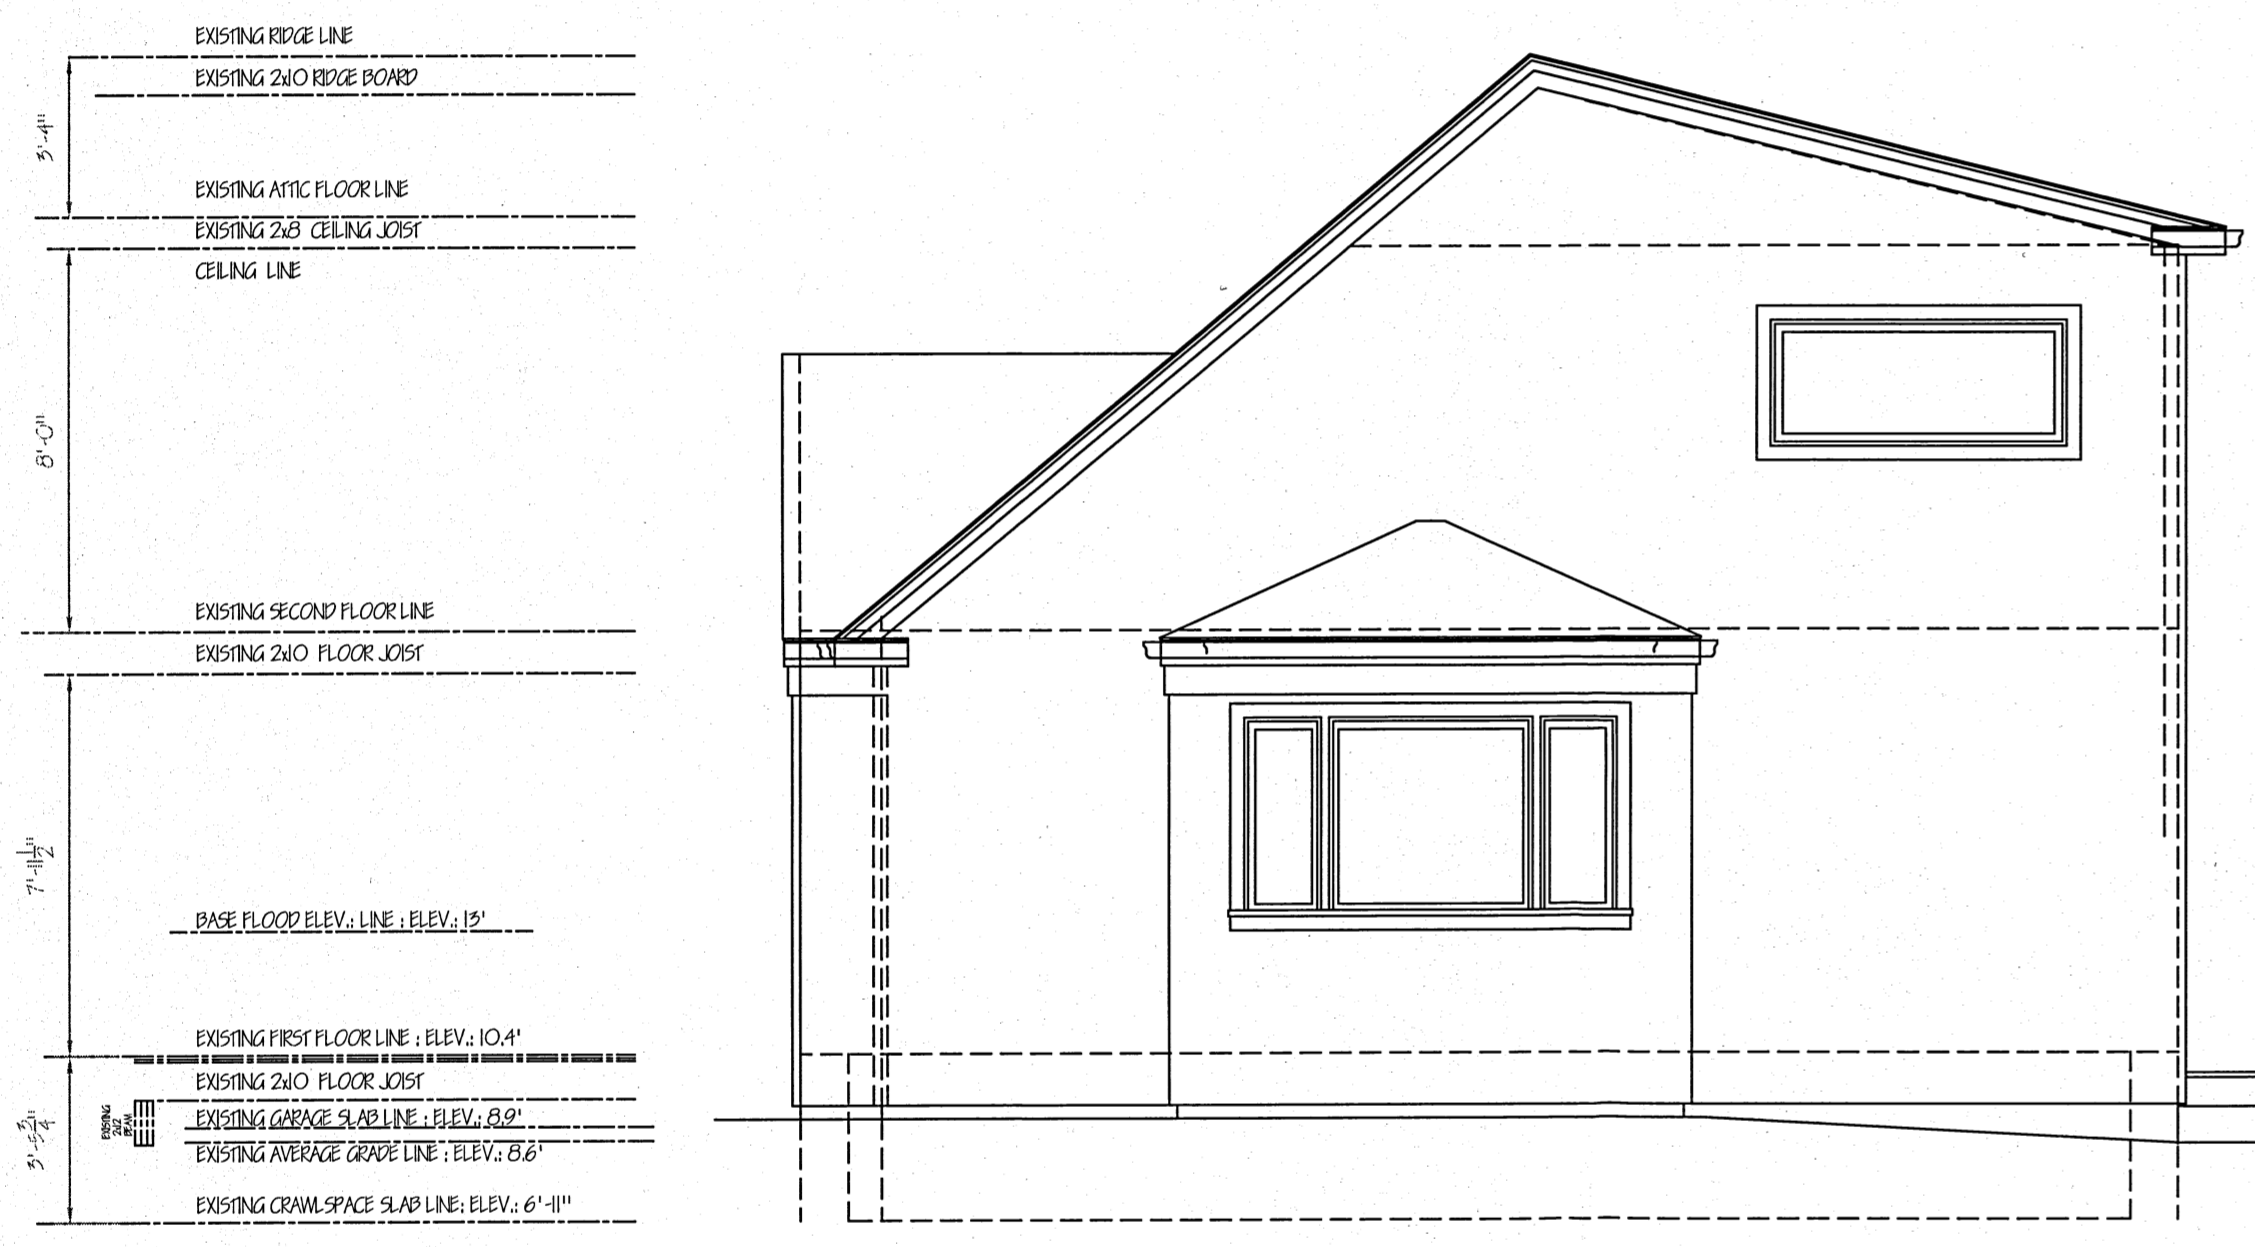 EXISTING RIDGE LINE
EXISTING 2x10 RIDGE BOARD
3'-4"
EXISTING ATTIC FLOOR LINE
EXISTING 2x8 CEILING JOIST
CEILING LINE
8'-0"
EXISTING SECOND FLOOR LINE
EXISTING 2x10 FLOOR JOIST
7'-11 1/2"
BASE FLOOD ELEV.: LINE : ELEV.: 13'
EXISTING FIRST FLOOR LINE : ELEV.: 10.4'
EXISTING 2x10 FLOOR JOIST
EXISTING
2x12
BEAM
EXISTING GARAGE SLAB LINE : ELEV.: 8.9'
3'-5 3/4"
EXISTING AVERAGE GRADE LINE : ELEV.: 8.6'
EXISTING CRAWLSPACE SLAB LINE: ELEV.: 6'-11"